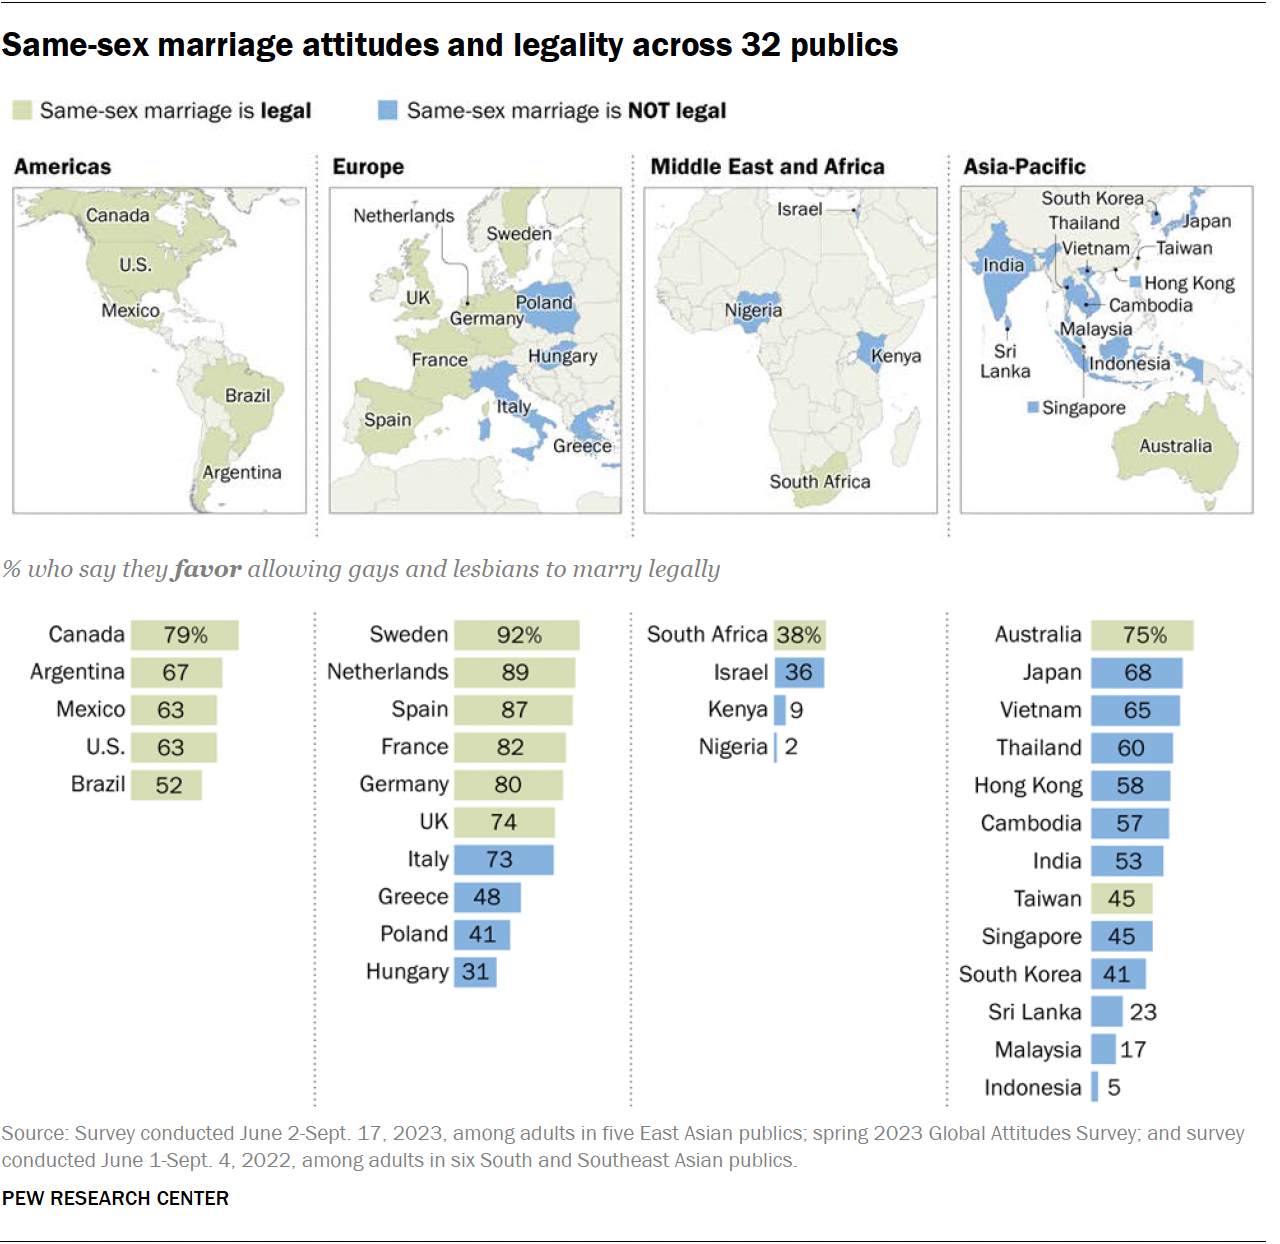 Same-sex marriage attitudes and legality across 32 publics
Same-sex marriage is legal
Same-sex marriage is NOT legal
Americas
Canada
U.S.
Mexico
Brazil
Argentina
Europe
Netherlands
Sweden
UK
Poland
Germany
France
Hungary
Italy
Spain
Greece
Middle East and Africa
Israel
Nigeria
Kenya
South Africa
Asia-Pacific
South Korea
Thailand
Japan
Vietnam
Taiwan
India
Hong Kong
Cambodia
Malaysia
Sri
Lanka
Indonesia
Singapore
Australia
% who say they favor allowing gays and lesbians to marry legally
Canada 79%
Argentina 67
Mexico 63
U.S. 63
Brazil 52
Sweden 92%
Netherlands 89
Spain 87
France 82
Germany 80
UK 74
Italy 73
Greece 48
Poland 41
Hungary 31
South Africa 38%
Israel 36
Kenya 9
Nigeria 2
Australia 75%
Japan 68
Vietnam 65
Thailand 60
Hong Kong 58
Cambodia 57
India 53
Taiwan 45
Singapore 45
South Korea 41
Sri Lanka 23
Malaysia 17
Indonesia 5
Source: Survey conducted June 2-Sept. 17, 2023, among adults in five East Asian publics; spring 2023 Global Attitudes Survey; and survey
conducted June 1-Sept. 4, 2022, among adults in six South and Southeast Asian publics.
PEW RESEARCH CENTER